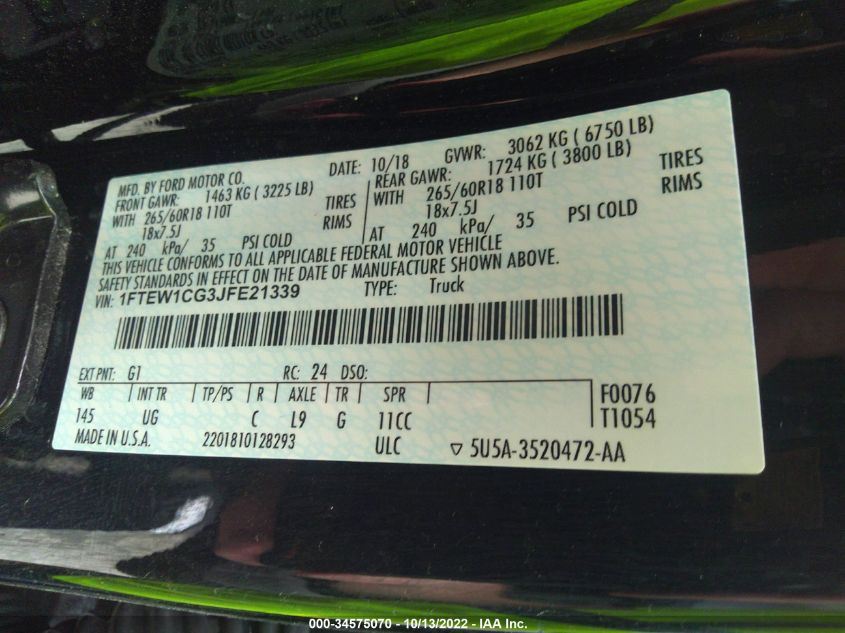 MFD. BY FORD MOTOR CO. DATE: 10/18 GVWR: 3062 KG ( 6750 LB)
FRONT GAWR: 1463 KG ( 3225 LB) REAR GAWR: 1724 KG ( 3800 LB)
WITH 265/60R18 110T TIRES WITH 265/60R18 110T TIRES
18x7.5J RIMS 18x7.5J RIMS
AT 240 kPa/ 35 PSI COLD AT 240 kPa/ 35 PSI COLD
THIS VEHICLE CONFORMS TO ALL APPLICABLE FEDERAL MOTOR VEHICLE
SAFETY STANDARDS IN EFFECT ON THE DATE OF MANUFACTURE SHOWN ABOVE.
VIN: 1FTEW1CG3JFE21339 TYPE: Truck
EXT PNT: G1 RC: 24 DSO:
WB INT TR TP/PS R AXLE TR SPR F0076
145 UG C L9 G 11CC T1054
MADE IN U.S.A. 2201810128293 ULC ▽ 5U5A-3520472-AA
000-34575070 - 10/13/2022 - IAA Inc.